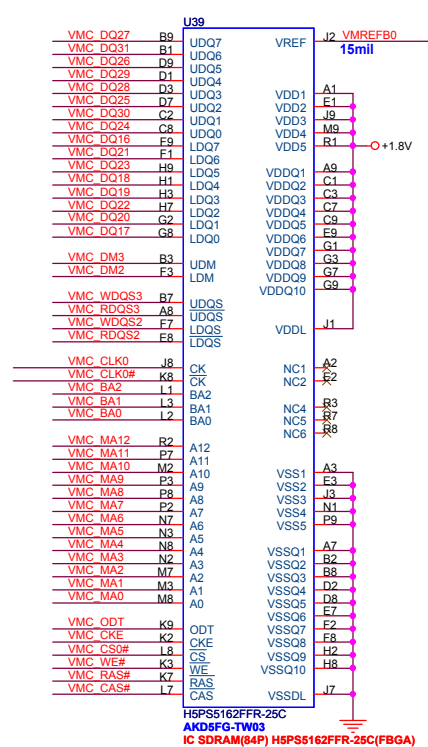 U39
VMC_DQ27 B9 UDQ7 VREF J2 VMREFB0
VMC_DQ31 B1 UDQ6 15mil
VMC_DQ26 D9 UDQ5
VMC_DQ29 D1 UDQ4
VMC_DQ28 D3 UDQ3 VDD1 A1
VMC_DQ25 D7 UDQ2 VDD2 E1
VMC_DQ30 C2 UDQ1 VDD3 J9
VMC_DQ24 C8 UDQ0 VDD4 M9
VMC_DQ16 F9 LDQ7 VDD5 R1 +1.8V
VMC_DQ21 F1 LDQ6
VMC_DQ23 H9 LDQ5 VDDQ1 A9
VMC_DQ18 H1 LDQ4 VDDQ2 C1
VMC_DQ19 H3 LDQ3 VDDQ3 C3
VMC_DQ22 H7 LDQ2 VDDQ4 C7
VMC_DQ20 G2 LDQ1 VDDQ5 C9
VMC_DQ17 G8 LDQ0 VDDQ6 E9
VDDQ7 G1
VMC_DM3 B3 UDM VDDQ8 G3
VMC_DM2 F3 LDM VDDQ9 G7
VDDQ10 G9
VMC_WDQS3 B7 UDQS
VMC_RDQS3 A8 UDQS
VMC_WDQS2 F7 LDQS VDDL J1
VMC_RDQS2 E8 LDQS
VMC_CLK0 J8 CK NC1 A2
VMC_CLK0# K8 CK NC2 E2
VMC_BA2 L1 BA2
VMC_BA1 L3 BA1 NC4 R3
VMC_BA0 L2 BA0 NC5 R7
NC6 R8
VMC_MA12 R2 A12
VMC_MA11 P7 A11
VMC_MA10 M2 A10 VSS1 A3
VMC_MA9 P3 A9 VSS2 E3
VMC_MA8 P8 A8 VSS3 J3
VMC_MA7 P2 A7 VSS4 N1
VMC_MA6 N7 A6 VSS5 P9
VMC_MA5 N3 A5
VMC_MA4 N8 A4 VSSQ1 A7
VMC_MA3 N2 A3 VSSQ2 B2
VMC_MA2 M7 A2 VSSQ3 B8
VMC_MA1 M3 A1 VSSQ4 D2
VMC_MA0 M8 A0 VSSQ5 D8
VSSQ6 E7
VMC_ODT K9 ODT VSSQ7 F2
VMC_CKE K2 CKE VSSQ8 F8
VMC_CS0# L8 CS VSSQ9 H2
VMC_WE# K3 WE VSSQ10 H8
VMC_RAS# K7 RAS
VMC_CAS# L7 CAS VSSDL J7
H5PS5162FFR-25C
AKD5FG-TW03
IC SDRAM(84P) H5PS5162FFR-25C(FBGA)